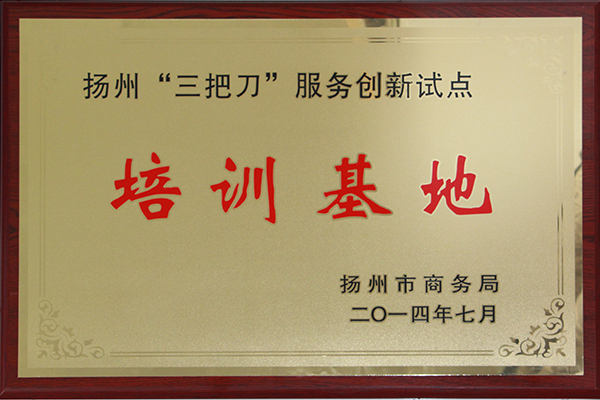 扬州“三把刀”服务创新试点
培训基地
扬州市商务局
二〇一四年七月